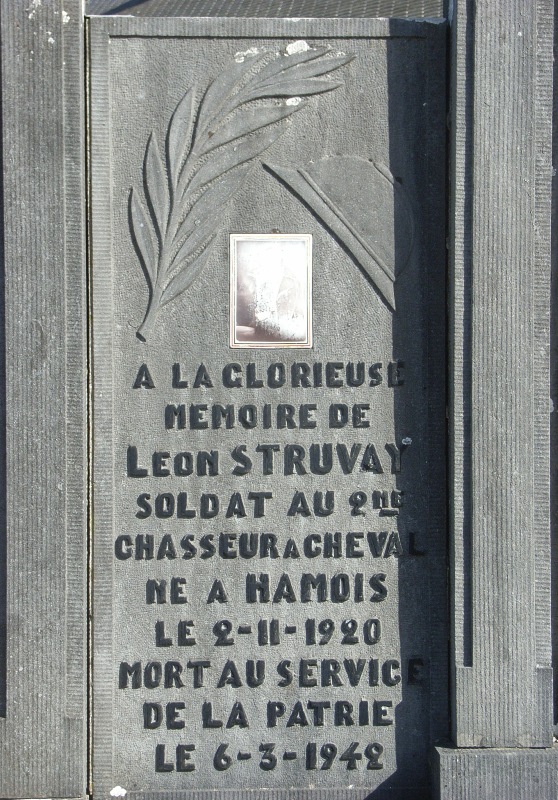 A LA GLORIEUSE
MEMOIRE DE
LEON STRUVAY
SOLDAT AU 2ME
CHASSEUR A CHEVAL
NE A HAMOIS
LE 2-11-1920
MORT AU SERVICE
DE LA PATRIE
LE 6-3-1942